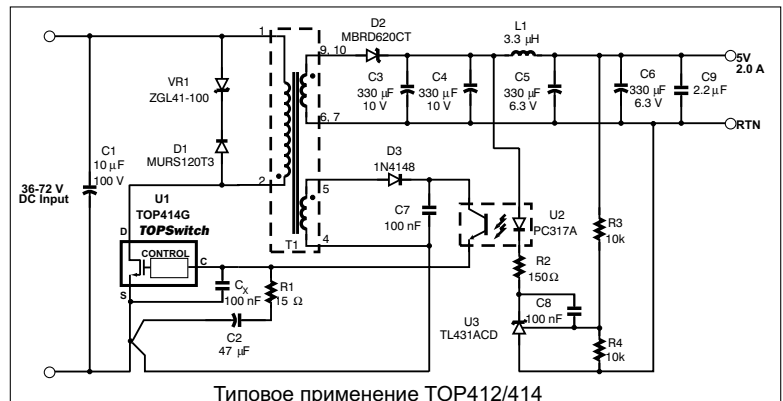 D2
MBRD620CT
L1
3.3 μH
1
9, 10
5V
2.0 A
VR1
ZGL41-100
C3
330 μF
10 V
C4
330 μF
10 V
C5
330 μF
6.3 V
C6
330 μF
6.3 V
C9
2.2μF
C1
10 μF
100 V
D1
MURS120T3
6, 7
RTN
D3
1N4148
36-72 V
DC Input
2
5
U1
TOP414G
TOPSwitch
C7
100 nF
U2
PC317A
R3
10k
D
4
T1
CONTROL
C
R2
150Ω
S
CX
100 nF
R1
15 Ω
C8
100 nF
U3
TL431ACD
C2
47 μF
R4
10k
Типовое применение TOP412/414